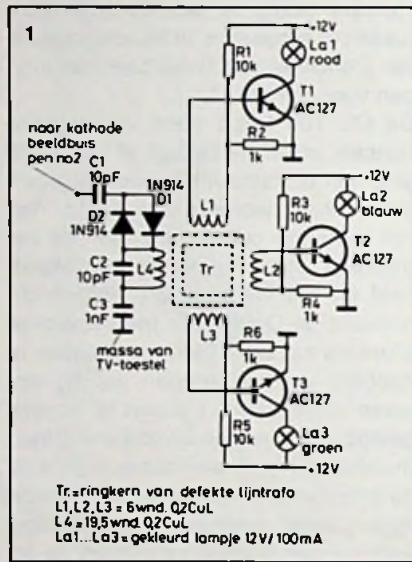 1
+12V
La1
rood
R1
10k
T1
AC127
R2
1k
naar kathode
beeldbuis
pen no2
C1
10pF
1N914
D1
D2
1N914
C2
10pF
L4
C3
1nF
massa van
TV-toestel
L1
Tr
L2
L3
+12V
La2
blauw
R3
10k
T2
AC127
R4
1k
R6
1k
T3
AC127
R5
10k
La3
groen
+12V
Tr.=ringkern van defekte lijntrafo
L1,L2,L3 = 6wnd. 0,2CuL
L4=19,5wnd. 0,2CuL
La1...La3=gekleurd lampje 12V/100mA